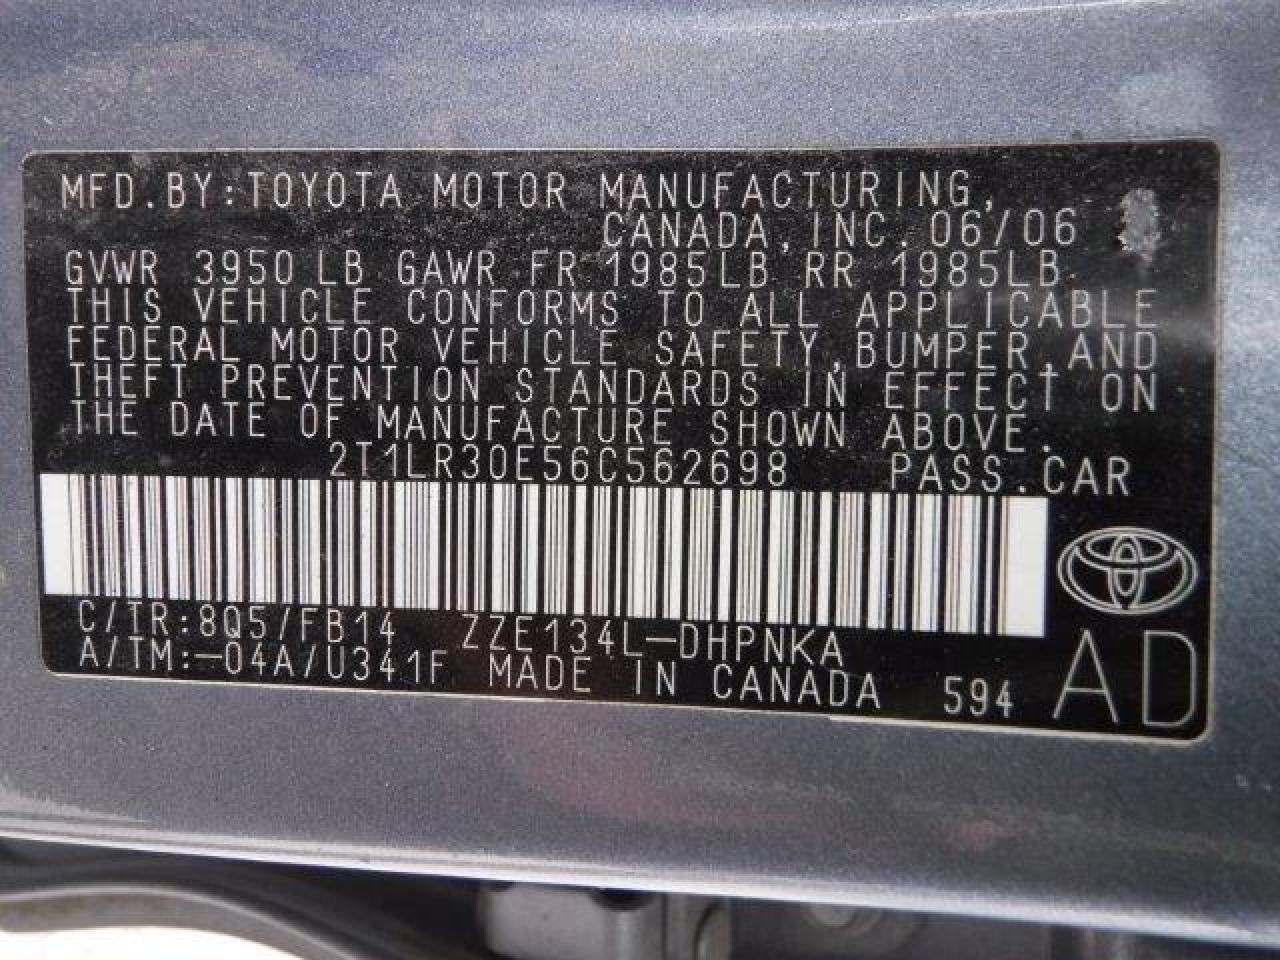 MFD.BY:TOYOTA MOTOR MANUFACTURING,
CANADA, INC. 06/06
GVWR 3950 LB GAWR FR 1985LB RR 1985LB
THIS VEHICLE CONFORMS TO ALL APPLICABLE
FEDERAL MOTOR VEHICLE SAFETY,BUMPER,AND
THEFT PREVENTION STANDARDS IN EFFECT ON
THE DATE OF MANUFACTURE SHOWN ABOVE.
2T1LR30E56C562698 PASS.CAR
C/TR:8Q5/FB14 ZZE134L-DHPNKA
A/TM:-04A/U341F MADE IN CANADA 594 AD